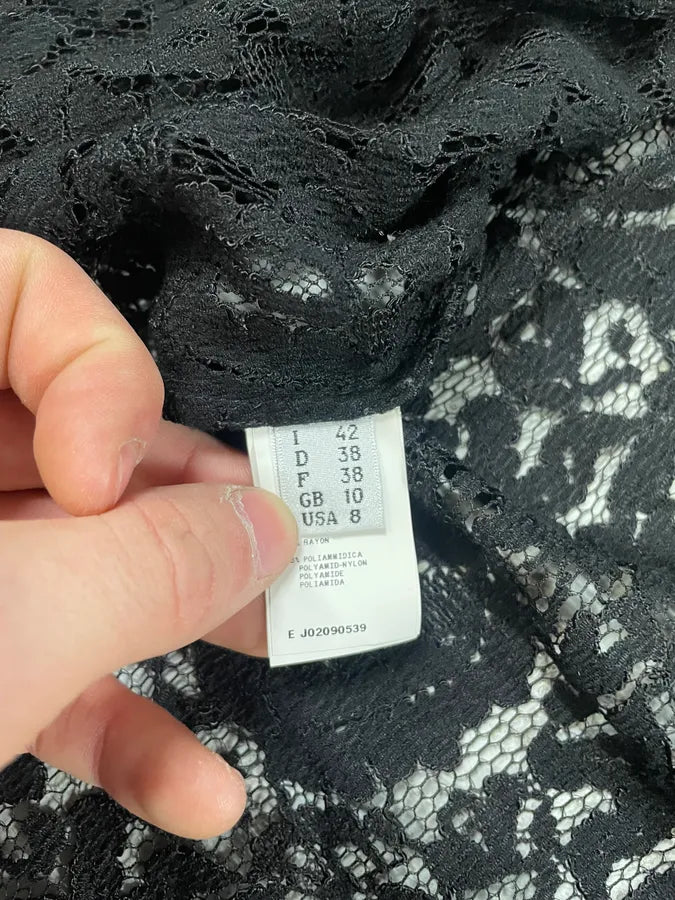 I 42
D 38
F 38
GB 10
USA 8
RAYON
POLIAMMIDICA
POLYAMID-NYLON
POLYAMIDE
POLIAMIDA
E J02090539